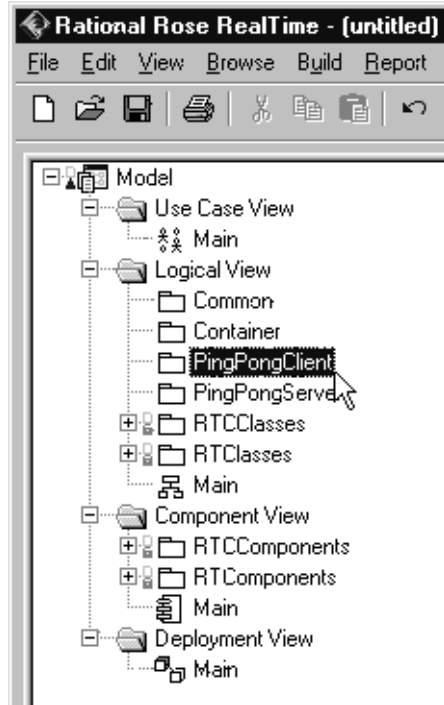 Rational Rose RealTime - (untitled)
File Edit View Browse Build Report
Model
Use Case View
Main
Logical View
Common
Container
PingPongClient
PingPongServer
RTCClasses
RTClasses
Main
Component View
RTCComponents
RTComponents
Main
Deployment View
Main